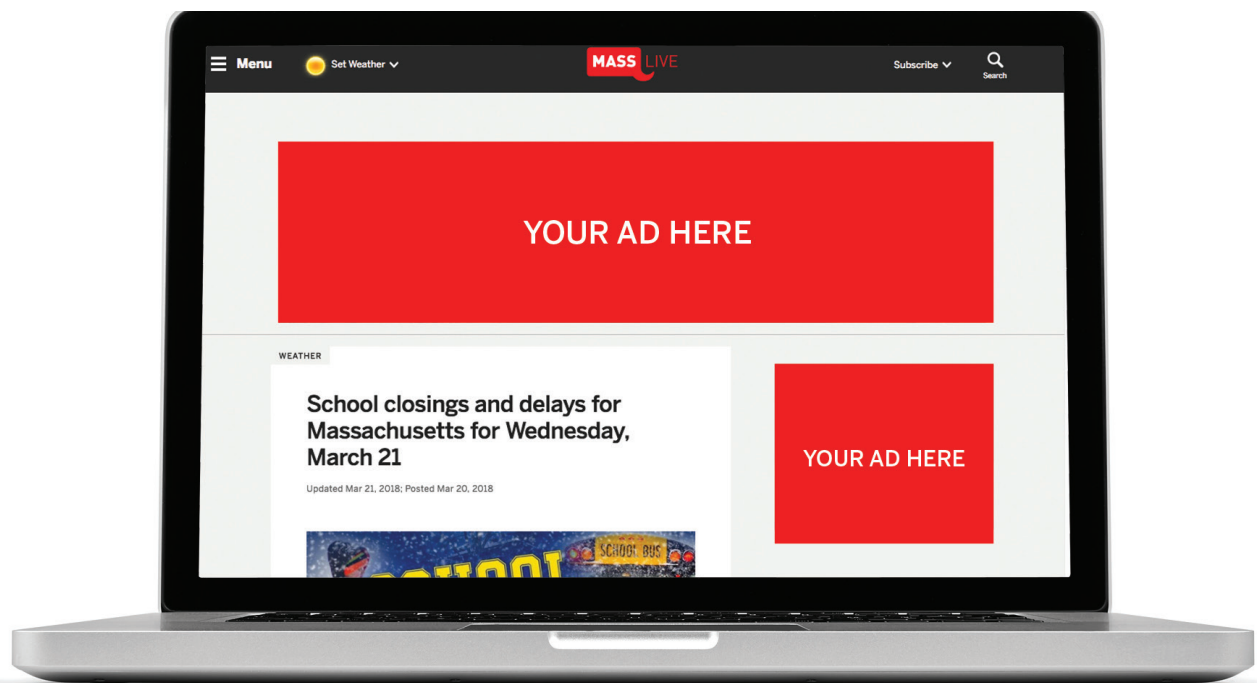 Menu
Set Weather
MASS LIVE
Subscribe
Search
YOUR AD HERE
WEATHER
School closings and delays for
Massachusetts for Wednesday,
March 21
Updated Mar 21, 2018; Posted Mar 20, 2018
YOUR AD HERE
SCHOOL BUS
SCHOOL